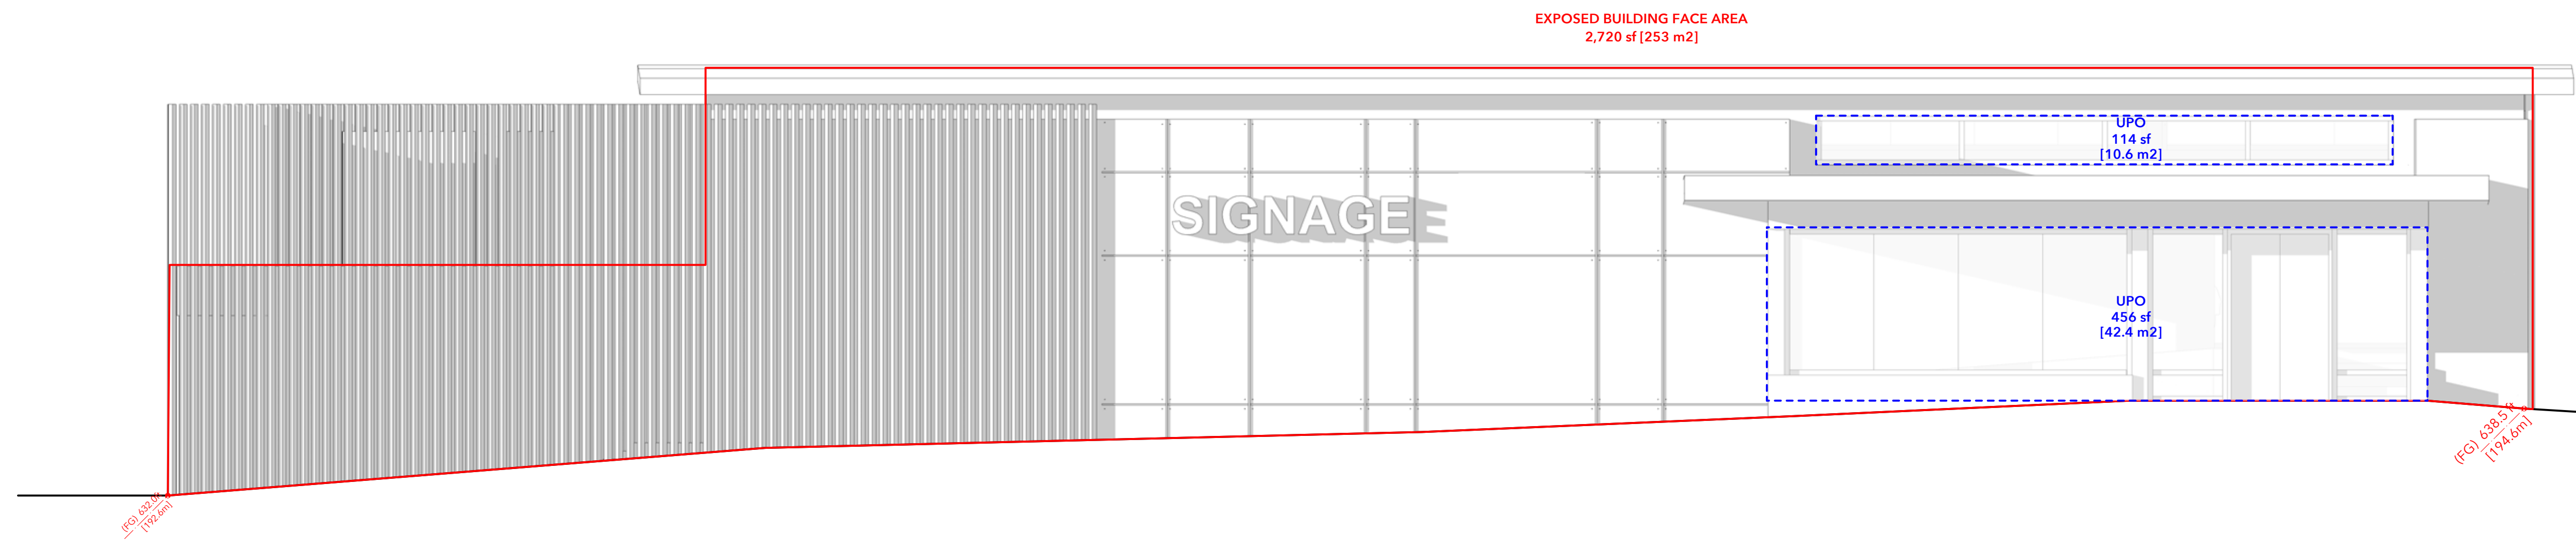 EXPOSED BUILDING FACE AREA
2,720 sf [253 m2]
UPO
114 sf
[10.6 m2]
SIGNAGE
UPO
456 sf
[42.4 m2]
(FG) 638.5 ft
[194.6m]
(FG) 632.0ft
[192.6m]